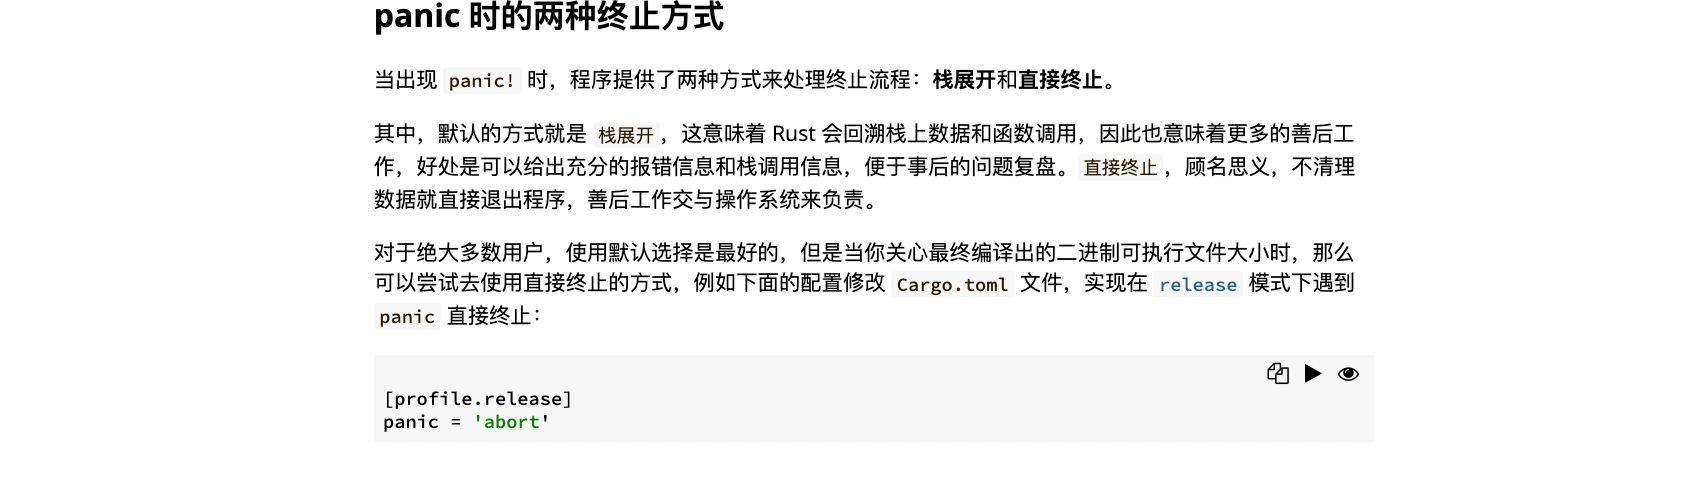 panic 时的两种终止方式
当出现 panic! 时，程序提供了两种方式来处理终止流程：栈展开和直接终止。
其中，默认的方式就是 栈展开，这意味着 Rust 会回溯栈上数据和函数调用，因此也意味着更多的善后工
作，好处是可以给出充分的报错信息和栈调用信息，便于事后的问题复盘。直接终止，顾名思义，不清理
数据就直接退出程序，善后工作交与操作系统来负责。
对于绝大多数用户，使用默认选择是最好的，但是当你关心最终编译出的二进制可执行文件大小时，那么
可以尝试去使用直接终止的方式，例如下面的配置修改 Cargo.toml 文件，实现在 release 模式下遇到
panic 直接终止：
[profile.release]
panic = 'abort'